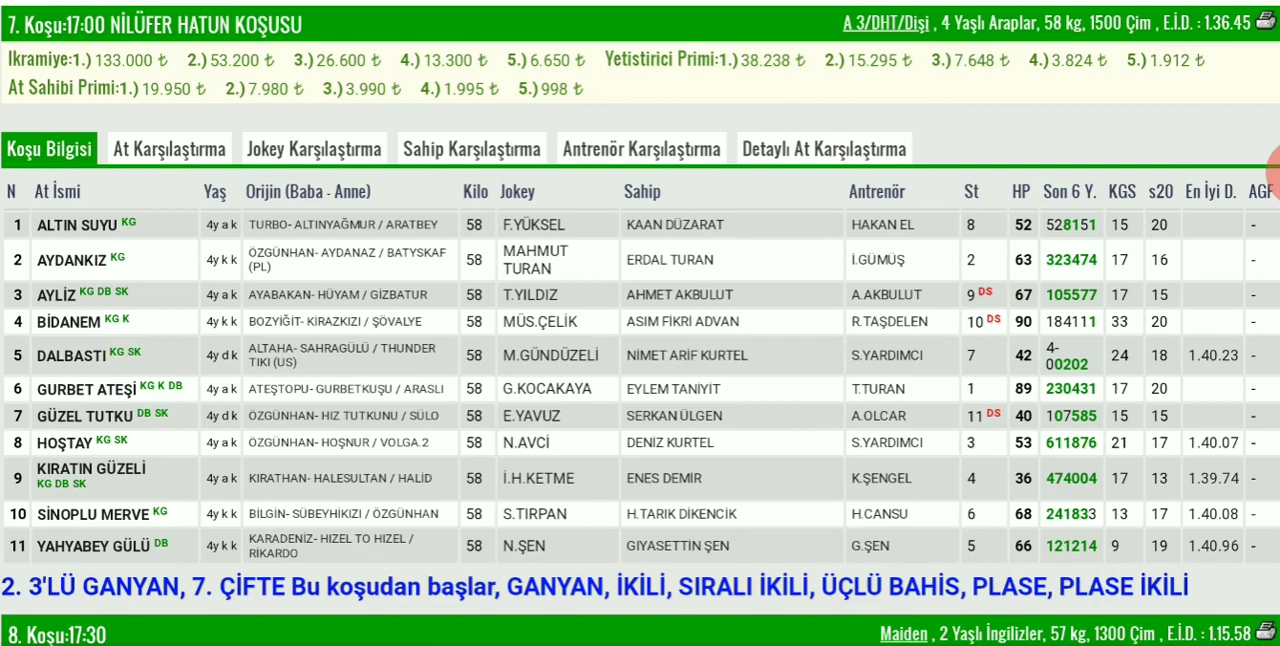 7. Koşu:17:00 NİLÜFER HATUN KOŞUSU A 3/DHT/Dişi , 4 Yaşlı Araplar, 58 kg, 1500 Çim , E.İ.D. : 1.36.45
Ikramiye:1.) 133.000 ₺ 2.) 53.200 ₺ 3.) 26.600 ₺ 4.) 13.300 ₺ 5.) 6.650 ₺ Yetistirici Primi:1.) 38.238 ₺ 2.) 15.295 ₺ 3.) 7.648 ₺ 4.) 3.824 ₺ 5.) 1.912 ₺
At Sahibi Primi:1.) 19.950 ₺ 2.) 7.980 ₺ 3.) 3.990 ₺ 4.) 1.995 ₺ 5.) 998 ₺
Koşu Bilgisi At Karşılaştırma Jokey Karşılaştırma Sahip Karşılaştırma Antrenör Karşılaştırma Detaylı At Karşılaştırma
N At İsmi Yaş Orijin (Baba - Anne) Kilo Jokey Sahip Antrenör St HP Son 6 Y. KGS s20 En İyi D. AGF
1 ALTIN SUYU KG 4y a k TURBO- ALTINYAĞMUR / ARATBEY 58 F.YÜKSEL KAAN DÜZARAT HAKAN EL 8 52 528151 15 20 -
2 AYDANKIZ KG 4y k k ÖZGÜNHAN- AYDANAZ / BATYSKAF (PL) 58 MAHMUT TURAN ERDAL TURAN İ.GÜMÜŞ 2 63 323474 17 16 -
3 AYLİZ KG DB SK 4y a k AYABAKAN- HÜYAM / GİZBATUR 58 T.YILDIZ AHMET AKBULUT A.AKBULUT 9 DS 67 105577 17 15 -
4 BİDANEM KG K 4y k k BOZYİĞİT- KİRAZKIZI / ŞÖVALYE 58 MÜS.ÇELİK ASIM FİKRİ ADVAN R.TAŞDELEN 10 DS 90 184111 33 20 -
5 DALBASTI KG SK 4y d k ALTAHA- SAHRAGÜLÜ / THUNDER TIKI (US) 58 M.GÜNDÜZELİ NİMET ARİF KURTEL S.YARDIMCI 7 42 4-00202 24 18 1.40.23 -
6 GURBET ATEŞİ KG K DB 4y a k ATEŞTOPU- GURBETKUŞU / ARASLI 58 G.KOCAKAYA EYLEM TANİYİT T.TURAN 1 89 230431 17 20 -
7 GÜZEL TUTKU DB SK 4y d k ÖZGÜNHAN- HIZ TUTKUNU / SÜLO 58 E.YAVUZ SERKAN ÜLGEN A.OLCAR 11 DS 40 107585 15 15 -
8 HOŞTAY KG SK 4y a k ÖZGÜNHAN- HOŞNUR / VOLGA.2 58 N.AVCİ DENİZ KURTEL S.YARDIMCI 3 53 611876 21 17 1.40.07 -
9 KIRATIN GÜZELİ KG DB SK 4y a k KIRATHAN- HALESULTAN / HALİD 58 İ.H.KETME ENES DEMİR K.ŞENGEL 4 36 474004 17 13 1.39.74 -
10 SİNOPLU MERVE KG 4y k k BİLGİN- SÜBEYHIKIZI / ÖZGÜNHAN 58 S.TIRPAN H.TARIK DİKENCİK H.CANSU 6 68 241833 13 17 1.40.08 -
11 YAHYABEY GÜLÜ DB 4y k k KARADENİZ- HIZEL TO HIZEL / RİKARDO 58 N.ŞEN GIYASETTİN ŞEN G.ŞEN 5 66 121214 9 19 1.40.96 -
2. 3'LÜ GANYAN, 7. ÇİFTE Bu koşudan başlar, GANYAN, İKİLİ, SIRALI İKİLİ, ÜÇLÜ BAHİS, PLASE, PLASE İKİLİ
8. Koşu:17:30 Maiden , 2 Yaşlı İngilizler, 57 kg, 1300 Çim , E.İ.D. : 1.15.58